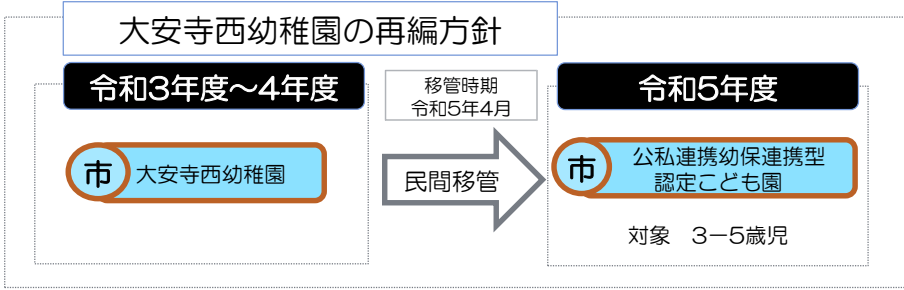 大安寺西幼稚園の再編方針
令和3年度～4年度
移管時期
令和5年4月
令和5年度
市
大安寺西幼稚園
民間移管
市
公私連携幼保連携型
認定こども園
対象　3－5歳児